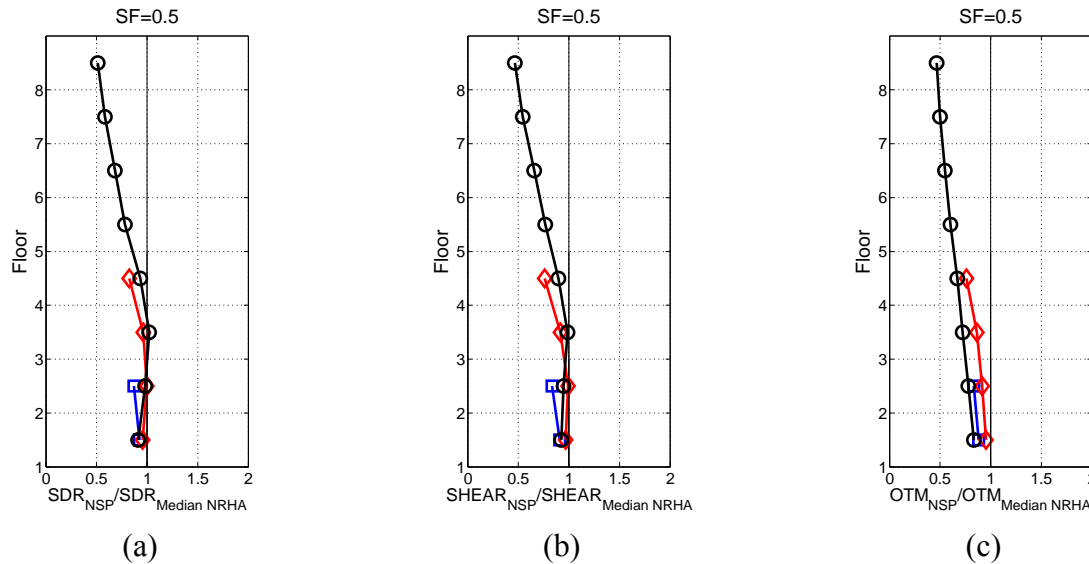 SF=0.5
8
7
6
5
4
3
2
1
Floor
0 0.5 1 1.5 2
SDR_NSP/SDR_Median NRHA
(a)
SF=0.5
8
7
6
5
4
3
2
1
Floor
0 0.5 1 1.5 2
SHEAR_NSP/SHEAR_Median NRHA
(b)
SF=0.5
8
7
6
5
4
3
2
1
Floor
0 0.5 1 1.5 2
OTM_NSP/OTM_Median NRHA
(c)